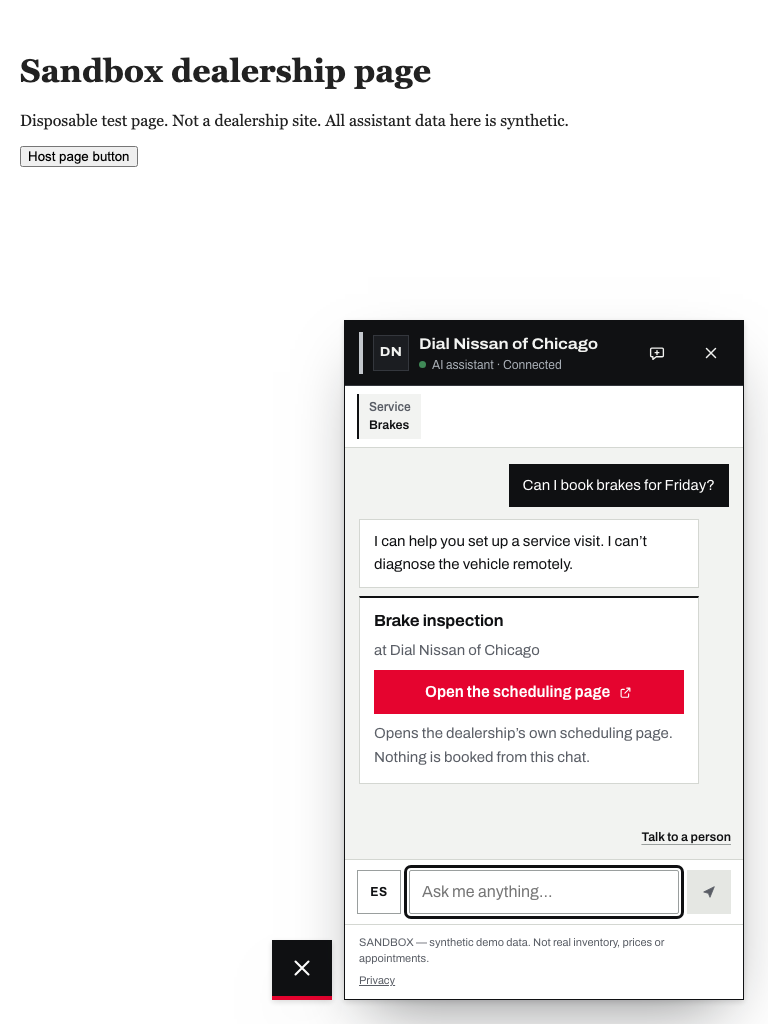 Sandbox dealership page
Disposable test page. Not a dealership site. All assistant data here is synthetic.
Host page button
DN
Dial Nissan of Chicago
AI assistant · Connected
Service
Brakes
Can I book brakes for Friday?
I can help you set up a service visit. I can’t
diagnose the vehicle remotely.
Brake inspection
at Dial Nissan of Chicago
Open the scheduling page
Opens the dealership’s own scheduling page.
Nothing is booked from this chat.
Talk to a person
ES
Ask me anything…
SANDBOX — synthetic demo data. Not real inventory, prices or
appointments.
Privacy